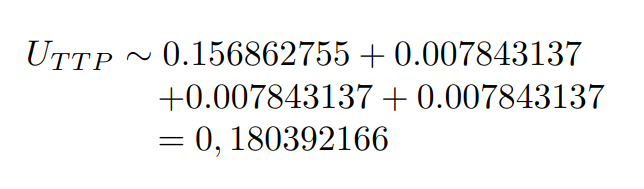 U_{TTP} ∼ 0.156862755 + 0.007843137
+0.007843137 + 0.007843137
= 0, 180392166